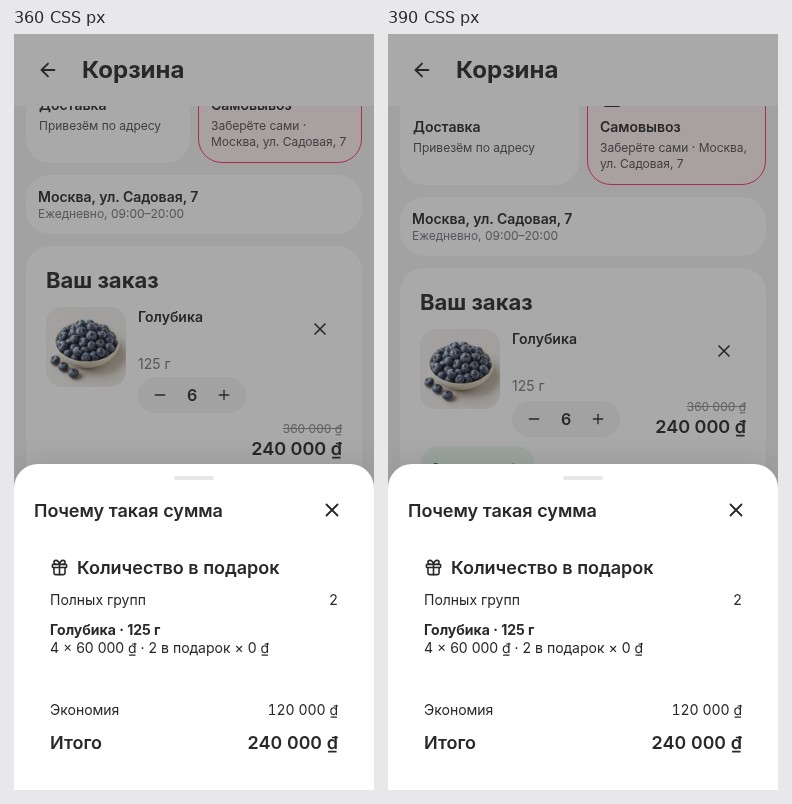 360 CSS px
Корзина
Доставка
Привезём по адресу
Самовывоз
Заберёте сами ·
Москва, ул. Садовая, 7
Москва, ул. Садовая, 7
Ежедневно, 09:00–20:00
Ваш заказ
Голубика
125 г
6
360 000 ₫
240 000 ₫
Почему такая сумма
Количество в подарок
Полных групп 2
Голубика · 125 г
4 × 60 000 ₫ · 2 в подарок × 0 ₫
Экономия 120 000 ₫
Итого 240 000 ₫
390 CSS px
Корзина
Доставка
Привезём по адресу
Самовывоз
Заберёте сами · Москва,
ул. Садовая, 7
Москва, ул. Садовая, 7
Ежедневно, 09:00–20:00
Ваш заказ
Голубика
125 г
6
360 000 ₫
240 000 ₫
Почему такая сумма
Количество в подарок
Полных групп 2
Голубика · 125 г
4 × 60 000 ₫ · 2 в подарок × 0 ₫
Экономия 120 000 ₫
Итого 240 000 ₫